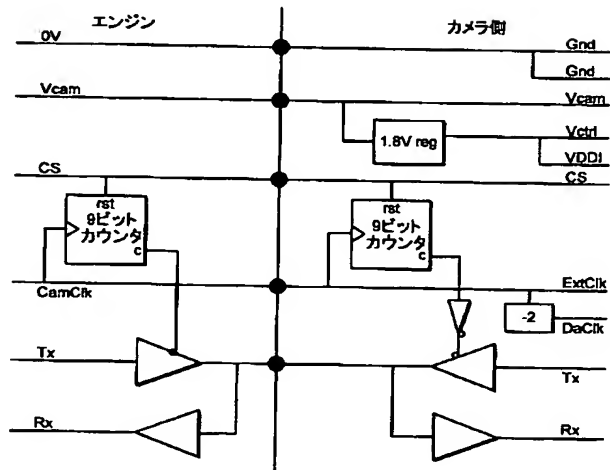 エンジン
カメラ側
0V
Gnd
Gnd
Vcam
Vcam
1.8V reg
Vctrl
VDDI
CS
CS
rst
9ビット
カウンタ
c
rst
9ビット
カウンタ
c
CamClk
ExtClk
-2
DaClk
Tx
Tx
Rx
Rx